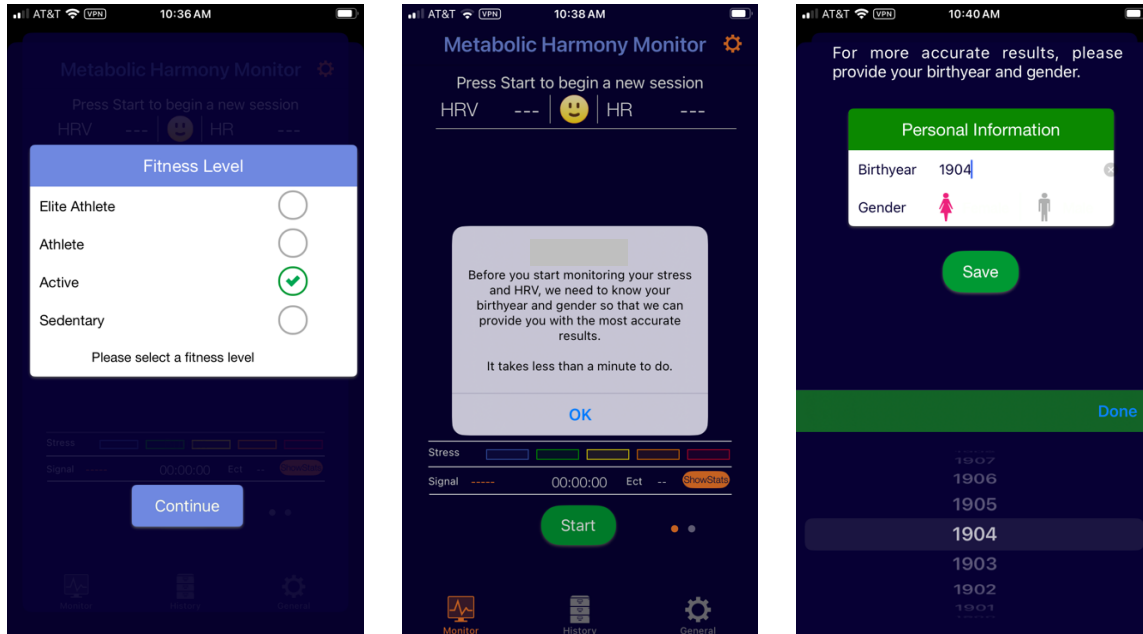 AT&T VPN 10:36 AM
Metabolic Harmony Monitor
Press Start to begin a new session
HRV --- HR ---
Fitness Level
Elite Athlete
Athlete
Active
Sedentary
Please select a fitness level
Stress
Signal ----- 00:00:00 Ect -- ShowStats
Continue
Monitor History General
AT&T VPN 10:38 AM
Metabolic Harmony Monitor
Press Start to begin a new session
HRV --- HR ---
Before you start monitoring your stress
and HRV, we need to know your
birthyear and gender so that we can
provide you with the most accurate
results.
It takes less than a minute to do.
OK
Stress
Signal ----- 00:00:00 Ect -- ShowStats
Start
Monitor History General
AT&T VPN 10:40 AM
For more accurate results, please
provide your birthyear and gender.
Personal Information
Birthyear 1904
Gender
Save
Done
1907
1906
1905
1904
1903
1902
1901